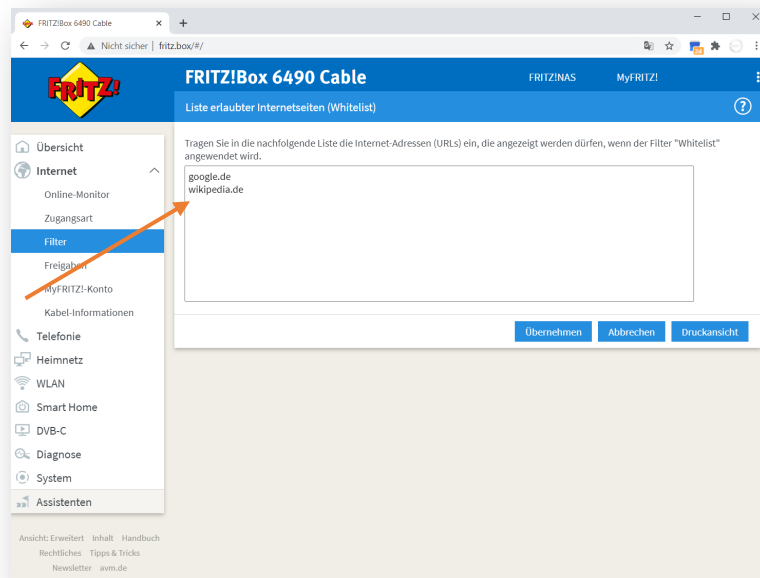 FRITZ!Box 6490 Cable
Nicht sicher | fritz.box/#/
FRITZ!
FRITZ!Box 6490 Cable
FRITZ!NAS
MyFRITZ!
Liste erlaubter Internetseiten (Whitelist)
Übersicht
Internet
Online-Monitor
Zugangsart
Filter
Freigaben
MyFRITZ!-Konto
Kabel-Informationen
Telefonie
Heimnetz
WLAN
Smart Home
DVB-C
Diagnose
System
Assistenten
Ansicht: Erweitert Inhalt Handbuch
Rechtliches Tipps & Tricks
Newsletter avm.de
Tragen Sie in die nachfolgende Liste die Internet-Adressen (URLs) ein, die angezeigt werden dürfen, wenn der Filter "Whitelist"
angewendet wird.
google.de
wikipedia.de
Übernehmen
Abbrechen
Druckansicht